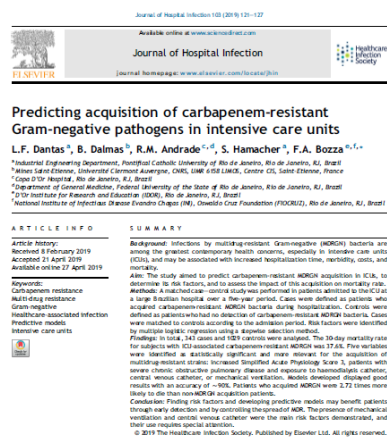 Journal of Hospital Infection 103 (2019) 121–127
Available online at www.sciencedirect.com
Journal of Hospital Infection
journal homepage: www.elsevier.com/locate/jhin
ELSEVIER
Healthcare
Infection
Society
Predicting acquisition of carbapenem-resistant
Gram-negative pathogens in intensive care units
L.F. Dantas a, B. Dalmas b, R.M. Andrade c, d, S. Hamacher a, F.A. Bozza e, f, *
a Industrial Engineering Department, Pontifical Catholic University of Rio de Janeiro, Rio de Janeiro, RJ, Brazil
b Mines Saint-Etienne, Université Clermont Auvergne, CNRS, UMR 6158 LIMOS, Centre CIS, Saint-Etienne, France
c Copa D'Or Hospital, Rio de Janeiro, RJ, Brazil
d Department of General Medicine, Federal University of the State of Rio de Janeiro, Rio de Janeiro, RJ, Brazil
e D'Or Institute for Research and Education (IDOR), Rio de Janeiro, RJ, Brazil
f National Institute of Infectious Disease Evandro Chagas (INI), Oswaldo Cruz Foundation (FIOCRUZ), Rio de Janeiro, RJ, Brazil
ARTICLE INFO
Article history:
Received 8 February 2019
Accepted 21 April 2019
Available online 27 April 2019
Keywords:
Carbapenem resistance
Multi drug resistance
Gram-negative
Healthcare-associated infection
Predictive models
Intensive care units
SUMMARY
Background: Infections by multidrug-resistant Gram-negative (MDRGN) bacteria are
among the greatest contemporary health concerns, especially in intensive care units
(ICUs), and may be associated with increased hospitalization time, morbidity, costs, and
mortality.
Aim: The study aimed to predict carbapenem-resistant MDRGN acquisition in ICUs, to
determine its risk factors, and to assess the impact of this acquisition on mortality rate.
Methods: A matched case–control study was performed in patients admitted to the ICU at
a large Brazilian hospital over a five-year period. Cases were defined as patients who
acquired carbapenem-resistant MDRGN bacteria during hospitalization. Controls were
defined as patients who had no detection of carbapenem-resistant MDRGN bacteria. Cases
were matched to controls according to the admission period. Risk factors were identified
by multiple logistic regression using a stepwise selection method.
Findings: In total, 343 cases and 1029 controls were analysed. The 30-day mortality rate
for subjects with ICU-associated carbapenem-resistant MDRGN was 37.6%. Five variables
were identified as statistically significant and more relevant for the acquisition of
multidrug-resistant strains: increased Simplified Acute Physiology Score 3, patients with
severe chronic obstructive pulmonary disease and exposure to haemodialysis catheter,
central venous catheter, or mechanical ventilation. Models developed displayed good
results with an accuracy of ~90%. Patients who acquired MDRGN were 2.72 times more
likely to die than non-MDRGN acquisition patients.
Conclusion: Finding risk factors and developing predictive models may benefit patients
through early detection and by controlling the spread of MDR. The presence of mechanical
ventilation and central venous catheter were the main risk factors demonstrated, and
their use requires special attention.
© 2019 The Healthcare Infection Society. Published by Elsevier Ltd. All rights reserved.